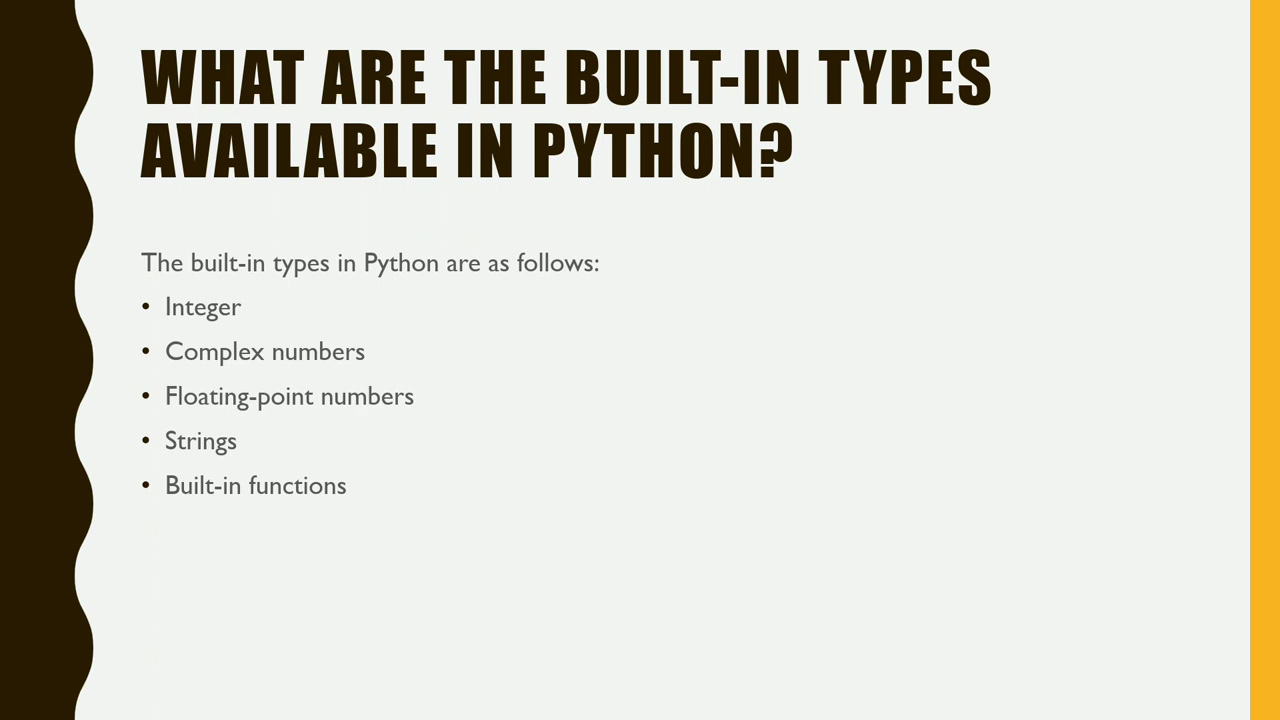 WHAT ARE THE BUILT-IN TYPES
AVAILABLE IN PYTHON?
The built-in types in Python are as follows:
• Integer
• Complex numbers
• Floating-point numbers
• Strings
• Built-in functions